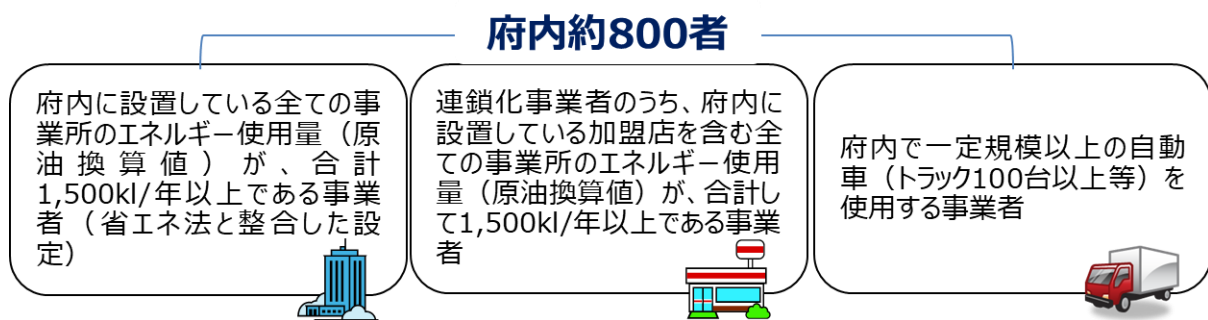 府内約800者
府内に設置している全ての事
業所のエネルギー使用量（原
油換算値）が、合計
1,500kl/年以上である事業
者（省エネ法と整合した設
定）
連鎖化事業者のうち、府内に
設置している加盟店を含む全
ての事業所のエネルギー使用
量（原油換算値）が、合計し
て1,500kl/年以上である事業
者
府内で一定規模以上の自動
車（トラック100台以上等）を
使用する事業者